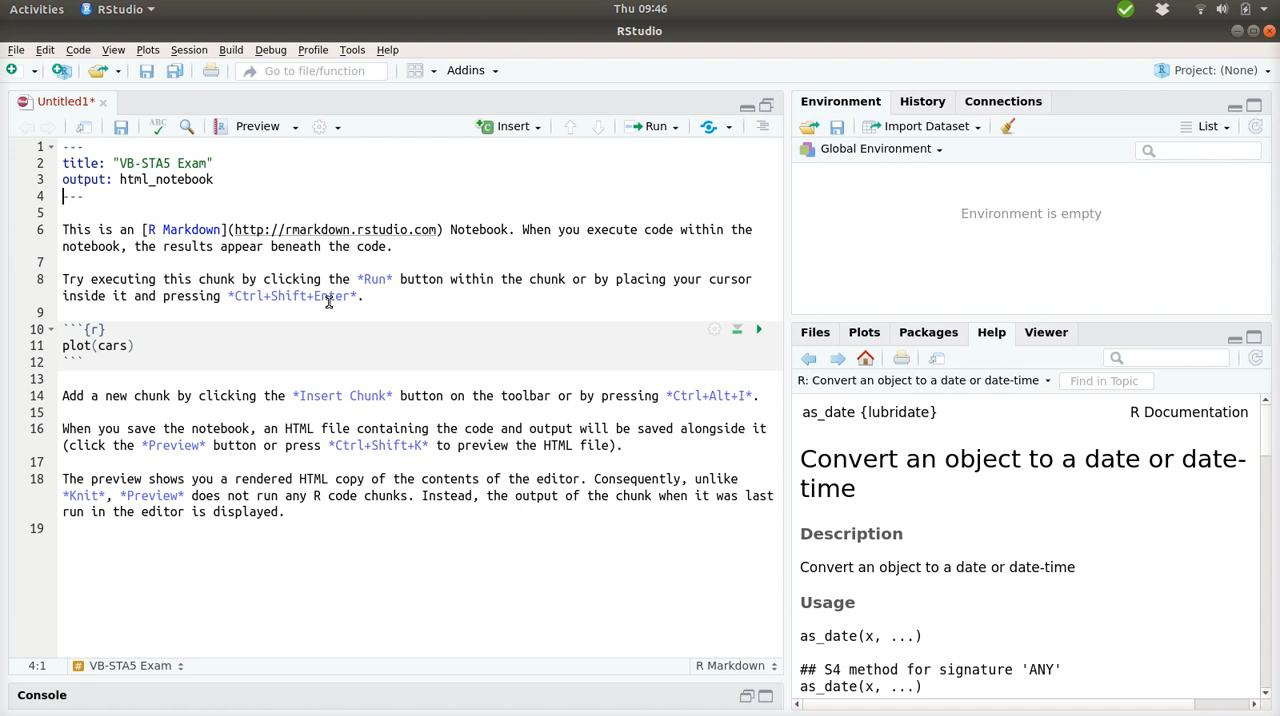 Activities RStudio Thu 09:46
RStudio
File Edit Code View Plots Session Build Debug Profile Tools Help
Go to file/function Addins Project: (None)
Untitled1*
ABC Preview Insert Run
1 ---
2 title: "VB-STA5 Exam"
3 output: html_notebook
4 ---
5
6 This is an [R Markdown](http://rmarkdown.rstudio.com) Notebook. When you execute code within the
notebook, the results appear beneath the code.
7
8 Try executing this chunk by clicking the *Run* button within the chunk or by placing your cursor
inside it and pressing *Ctrl+Shift+Enter*.
9
10 ```{r}
11 plot(cars)
12 ```
13
14 Add a new chunk by clicking the *Insert Chunk* button on the toolbar or by pressing *Ctrl+Alt+I*.
15
16 When you save the notebook, an HTML file containing the code and output will be saved alongside it
(click the *Preview* button or press *Ctrl+Shift+K* to preview the HTML file).
17
18 The preview shows you a rendered HTML copy of the contents of the editor. Consequently, unlike
*Knit*, *Preview* does not run any R code chunks. Instead, the output of the chunk when it was last
run in the editor is displayed.
19
4:1 # VB-STA5 Exam R Markdown
Console
Environment History Connections
Import Dataset List
Global Environment
Environment is empty
Files Plots Packages Help Viewer
R: Convert an object to a date or date-time Find in Topic
as_date {lubridate} R Documentation
Convert an object to a date or date-
time
Description
Convert an object to a date or date-time
Usage
as_date(x, ...)
## S4 method for signature 'ANY'
as_date(x, ...)